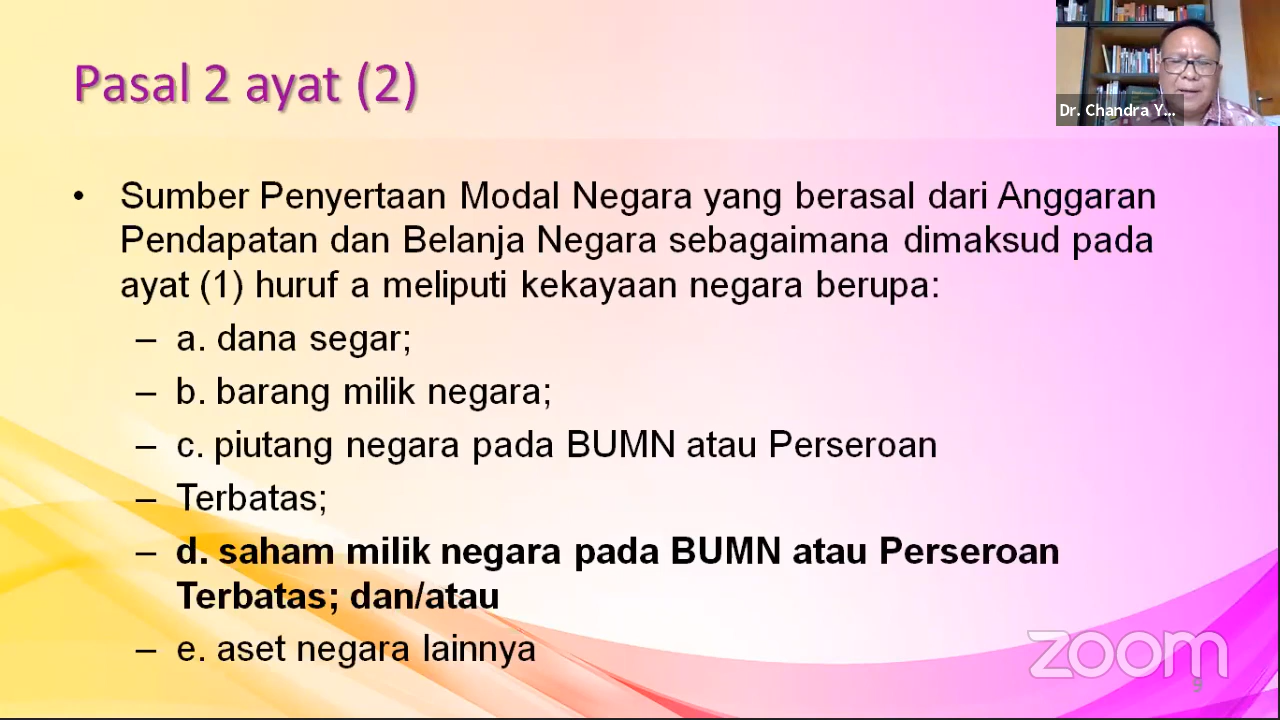 Pasal 2 ayat (2)
Dr. Chandra Y...
• Sumber Penyertaan Modal Negara yang berasal dari Anggaran
Pendapatan dan Belanja Negara sebagaimana dimaksud pada
ayat (1) huruf a meliputi kekayaan negara berupa:
– a. dana segar;
– b. barang milik negara;
– c. piutang negara pada BUMN atau Perseroan
– Terbatas;
– d. saham milik negara pada BUMN atau Perseroan
Terbatas; dan/atau
– e. aset negara lainnya
zoom
9